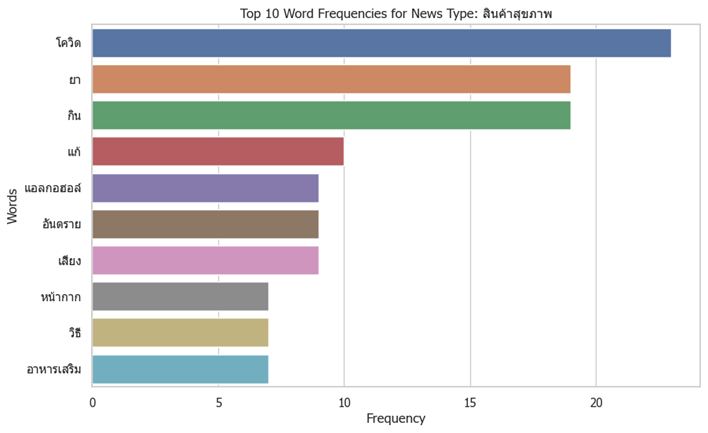 Top 10 Word Frequencies for News Type: สินค้าสุขภาพ
Words
โควิด
ยา
กิน
แก้
แอลกอฮอล์
อันตราย
เสี่ยง
หน้ากาก
วิธี
อาหารเสริม
0 5 10 15 20
Frequency